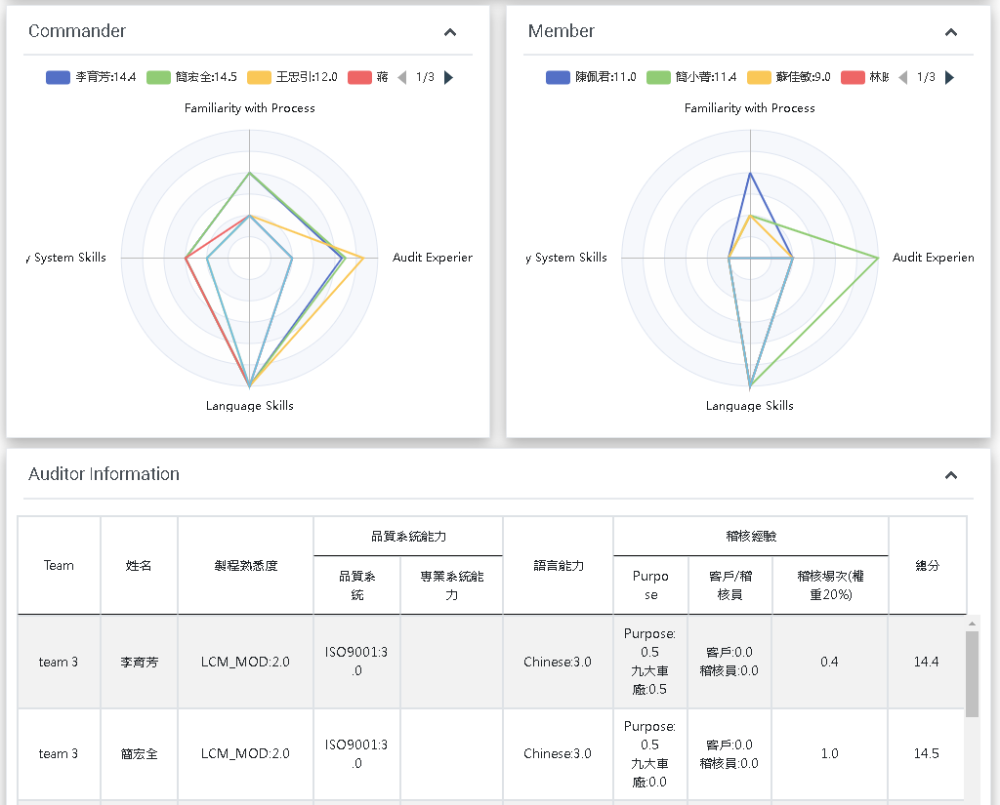 Commander
李育芳:14.4 簡宏全:14.5 王忠引:12.0 蔣 1/3
Familiarity with Process
y System Skills
Audit Experier
Language Skills
Member
陳佩君:11.0 簡小菁:11.4 蘇佳敏:9.0 林 1/3
Familiarity with Process
y System Skills
Audit Experien
Language Skills
Auditor Information
Team
姓名
製程熟悉度
品質系統能力
品質系
統
專業系統能
力
語言能力
稽核經驗
Purpo
se
客戶/稽
核員
稽核場次(權
重20%)
總分
team 3
李育芳
LCM_MOD:2.0
ISO9001:3
.0
Chinese:3.0
Purpose:
0.5
九大車
廠:0.5
客戶:0.0
稽核員:0.0
0.4
14.4
team 3
簡宏全
LCM_MOD:2.0
ISO9001:3
.0
Chinese:3.0
Purpose:
0.5
九大車
廠:0.0
客戶:0.0
稽核員:0.0
1.0
14.5